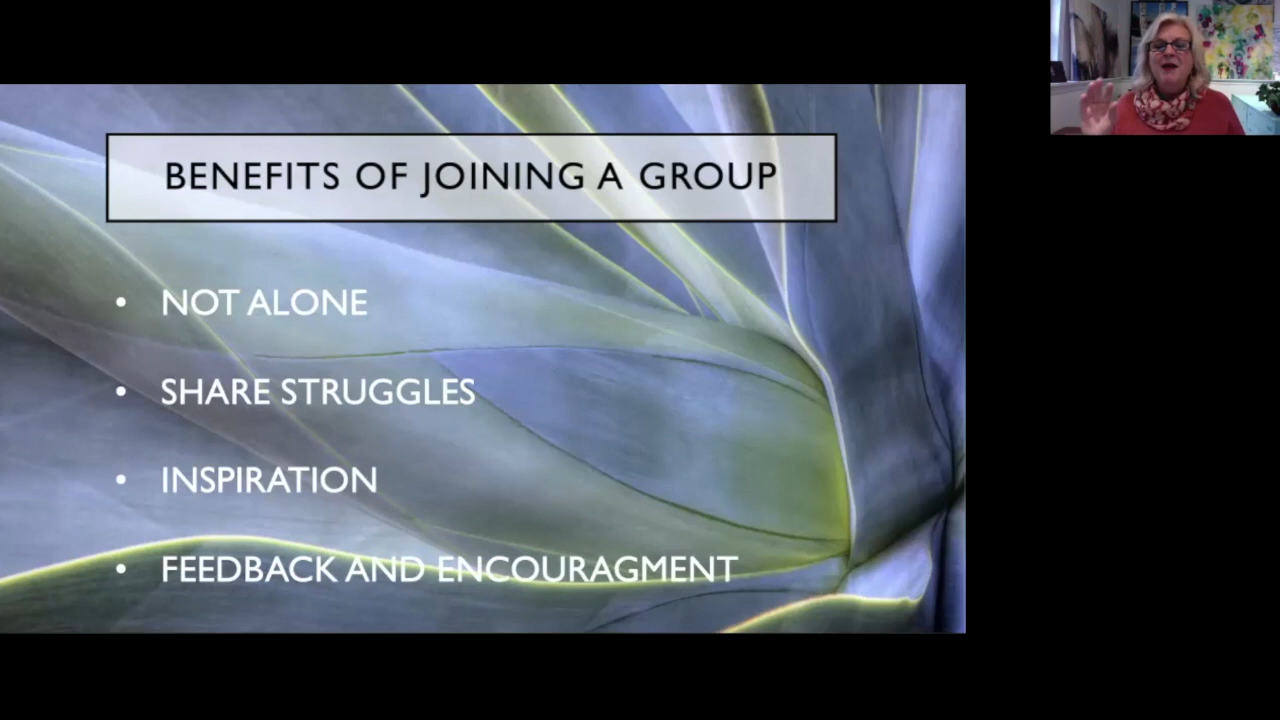 BENEFITS OF JOINING A GROUP
• NOT ALONE
• SHARE STRUGGLES
• INSPIRATION
• FEEDBACK AND ENCOURAGMENT